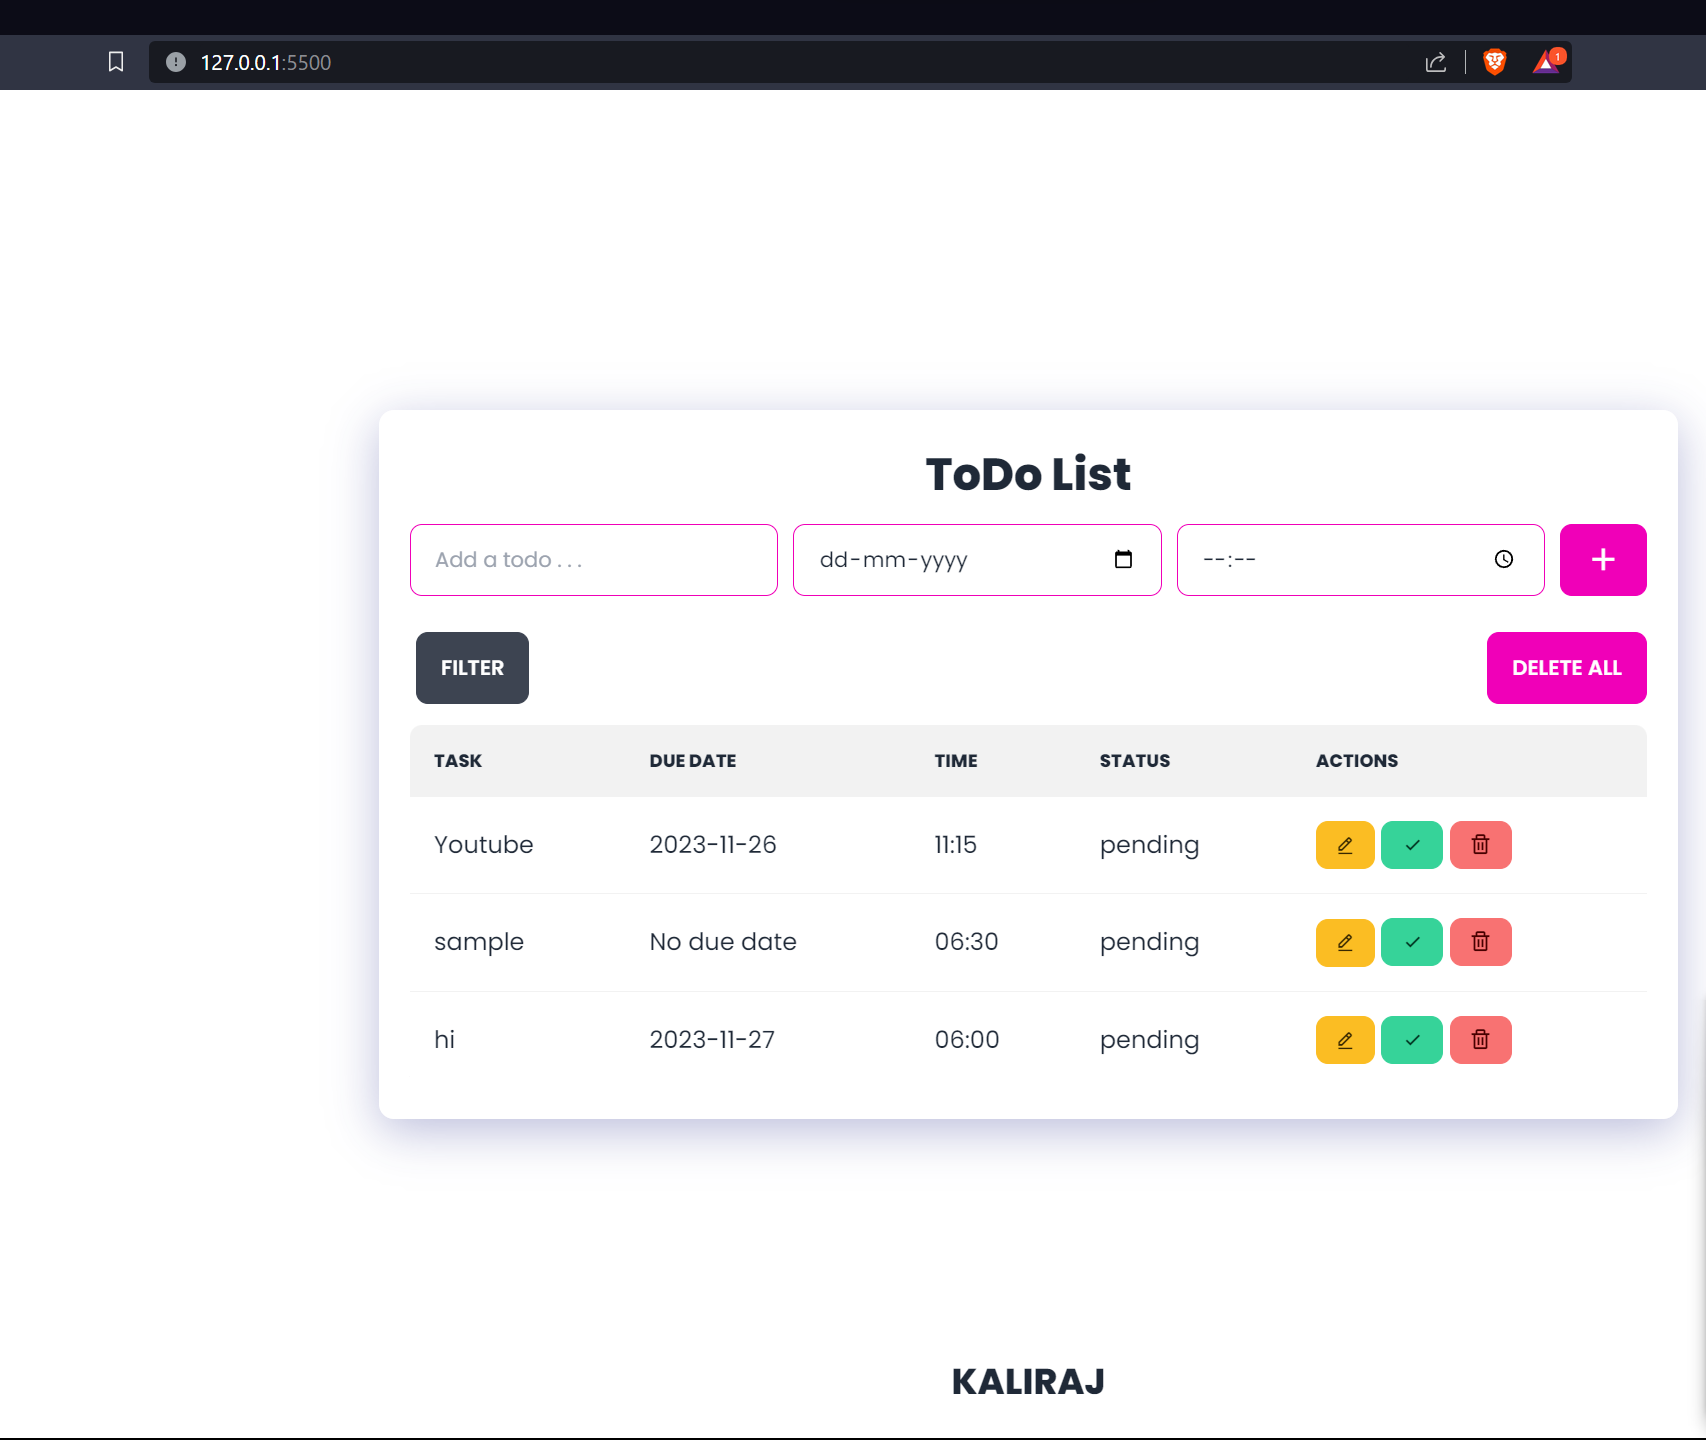 127.0.0.1:5500
1
ToDo List
Add a todo . . .
dd-mm-yyyy
--:--
+
FILTER
DELETE ALL
TASK DUE DATE TIME STATUS ACTIONS
Youtube 2023-11-26 11:15 pending
sample No due date 06:30 pending
hi 2023-11-27 06:00 pending
KALIRAJ